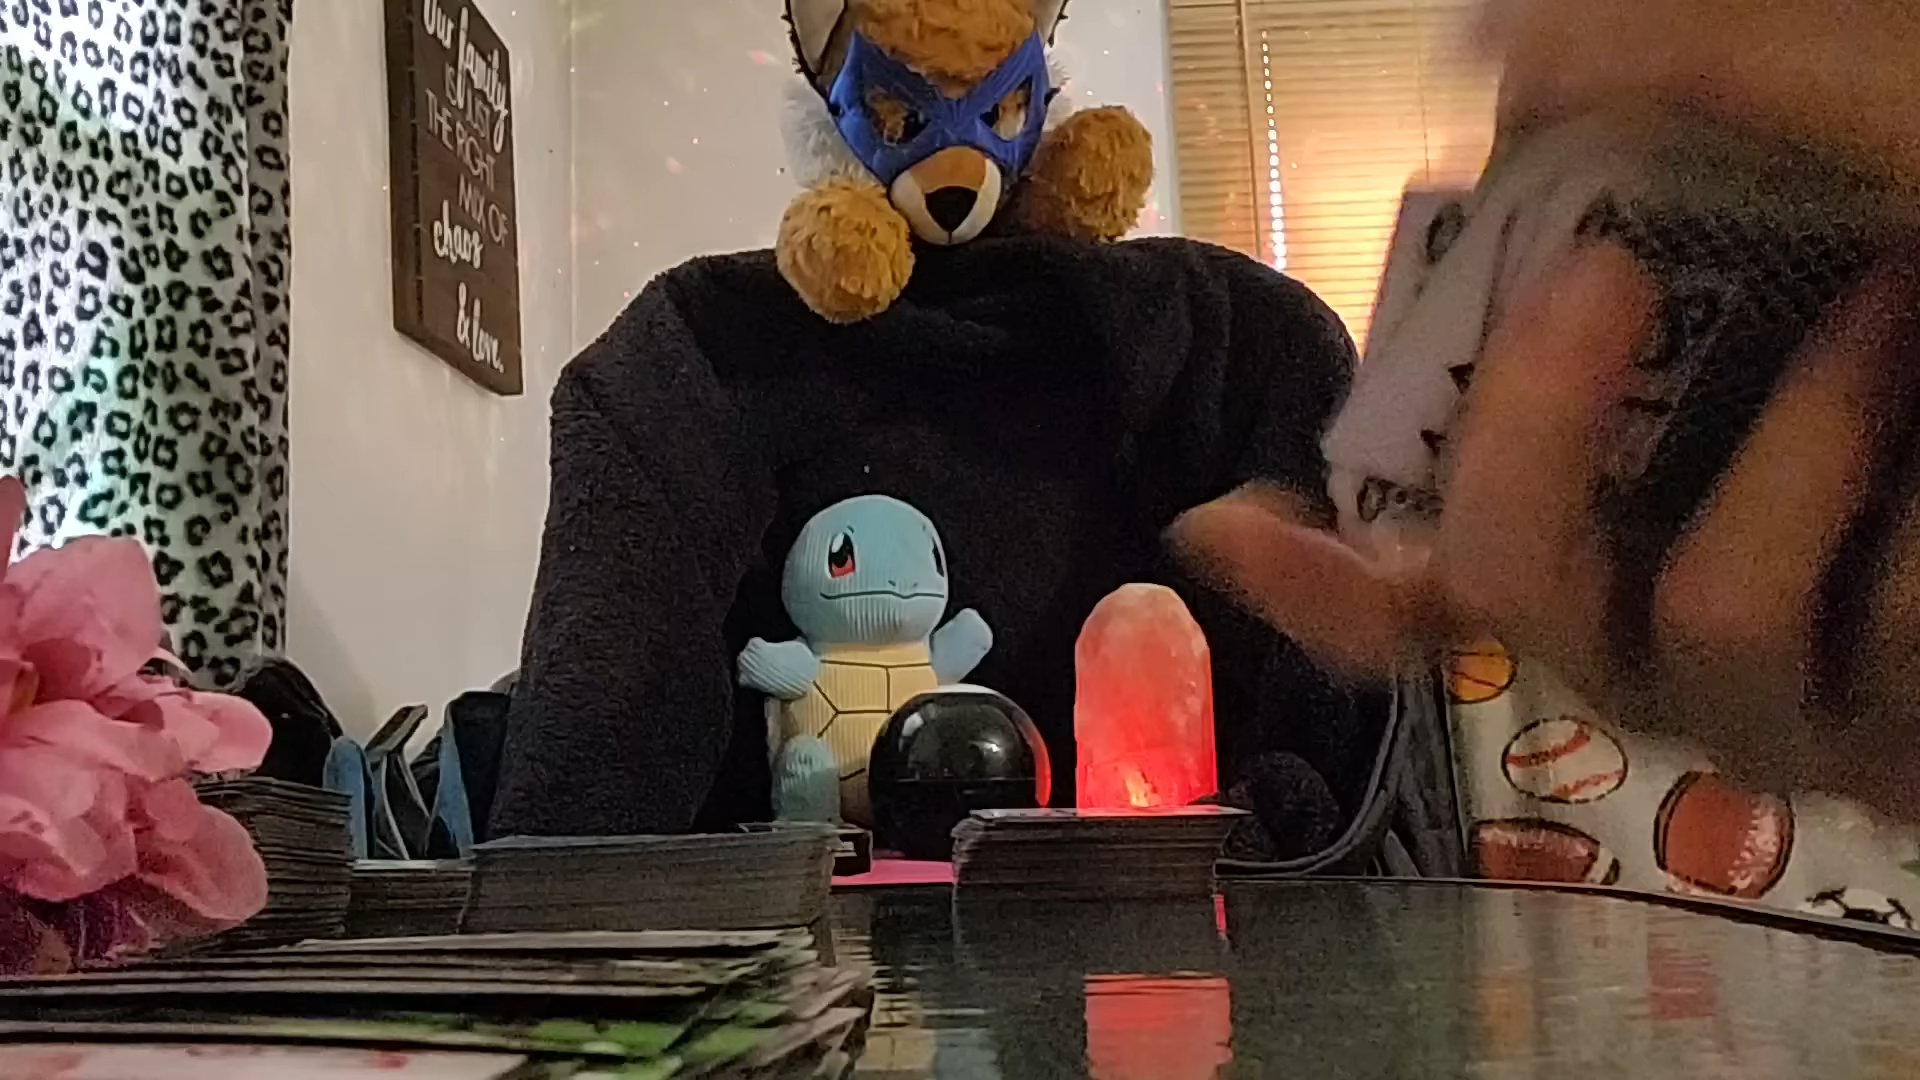 Our family
IS JUST
THE RIGHT
MIX OF
chaos
& love.